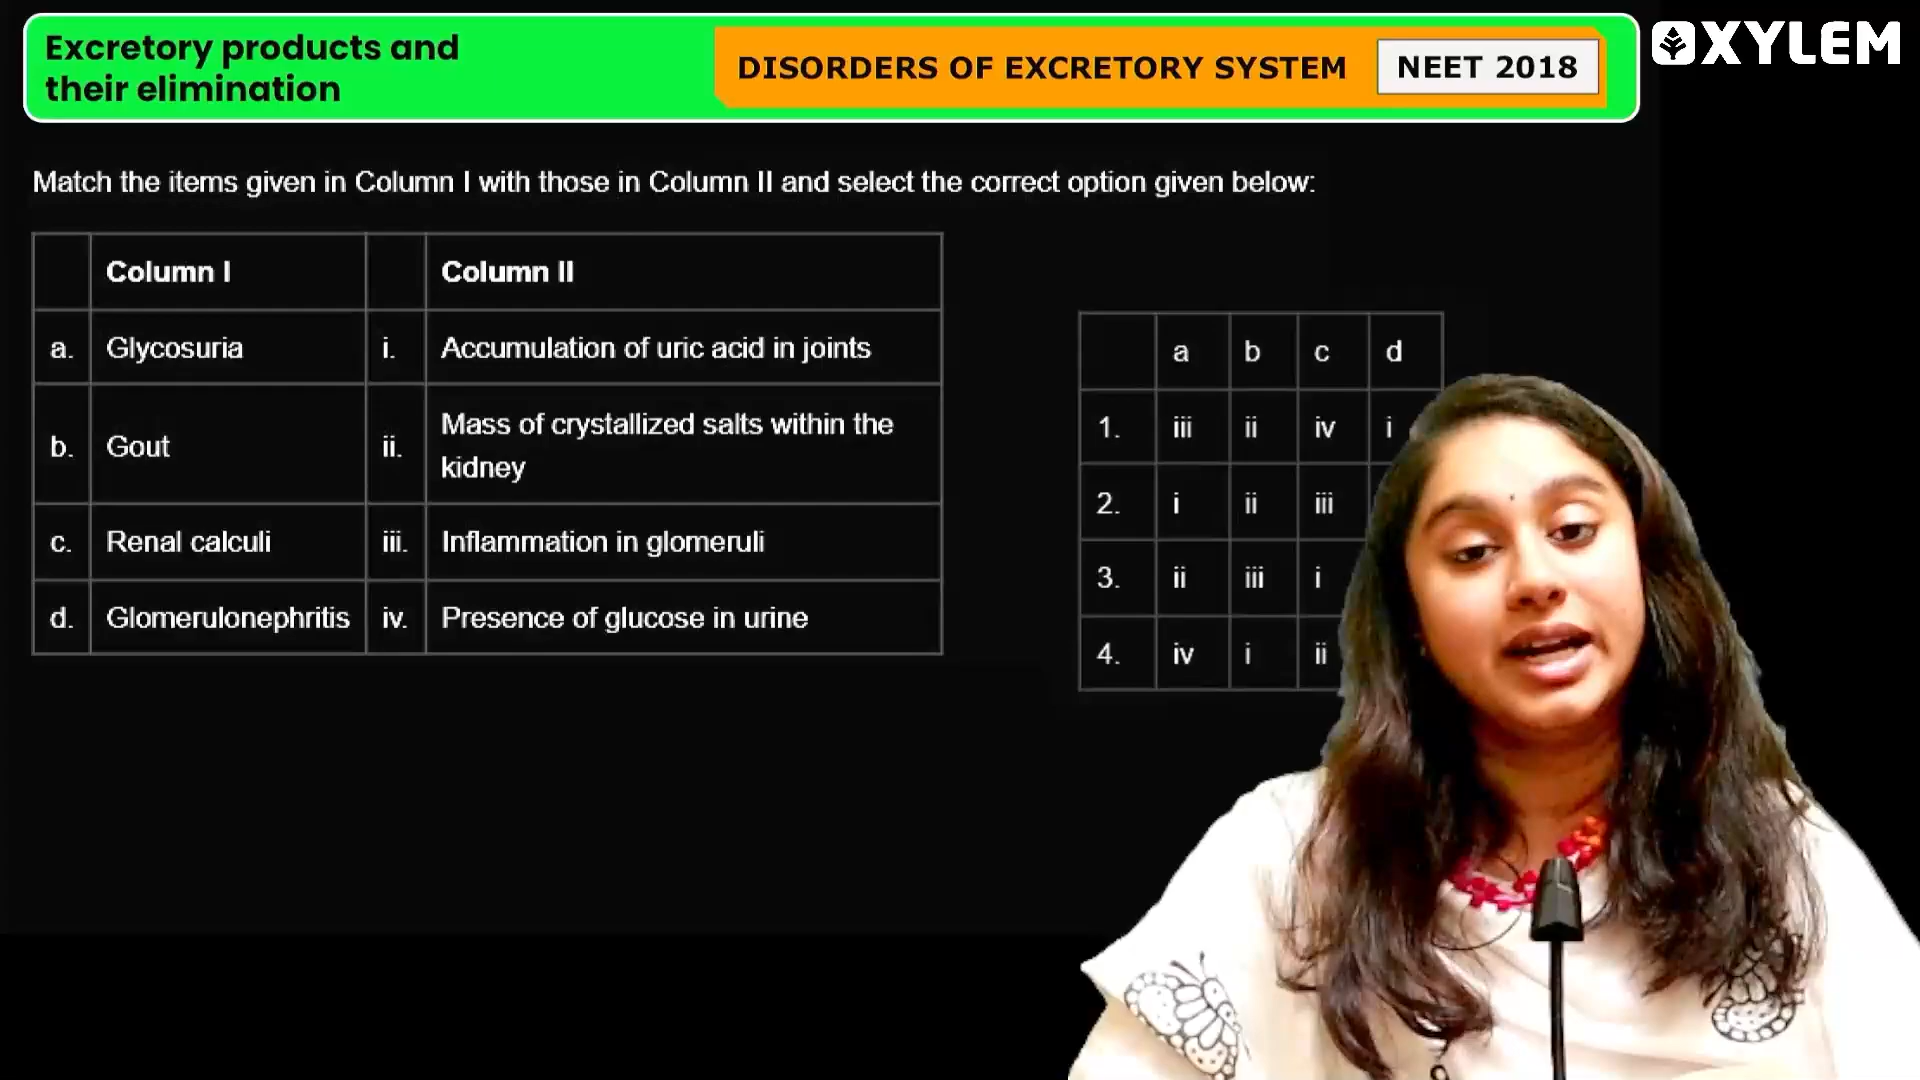 Excretory products and
their elimination
DISORDERS OF EXCRETORY SYSTEM
NEET 2018
XYLEM
Match the items given in Column I with those in Column II and select the correct option given below:
Column I Column II
a. Glycosuria i. Accumulation of uric acid in joints
b. Gout ii. Mass of crystallized salts within the
kidney
c. Renal calculi iii. Inflammation in glomeruli
d. Glomerulonephritis iv. Presence of glucose in urine
a b c d
1. iii ii iv i
2. i ii iii
3. ii iii i
4. iv i ii